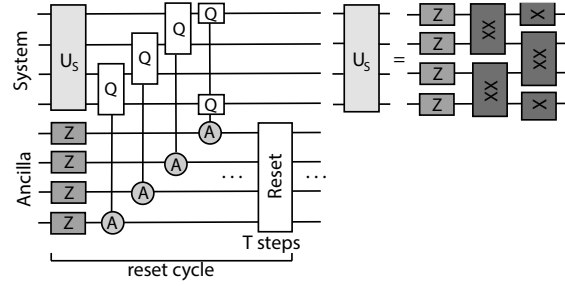 System
U_S
Q
Q
Q
Q
Q
A
A
A
A
Ancilla
Z
Z
Z
Z
...
...
Reset
T steps
reset cycle
U_S
=
Z
Z
Z
Z
XX
XX
X
XX
X